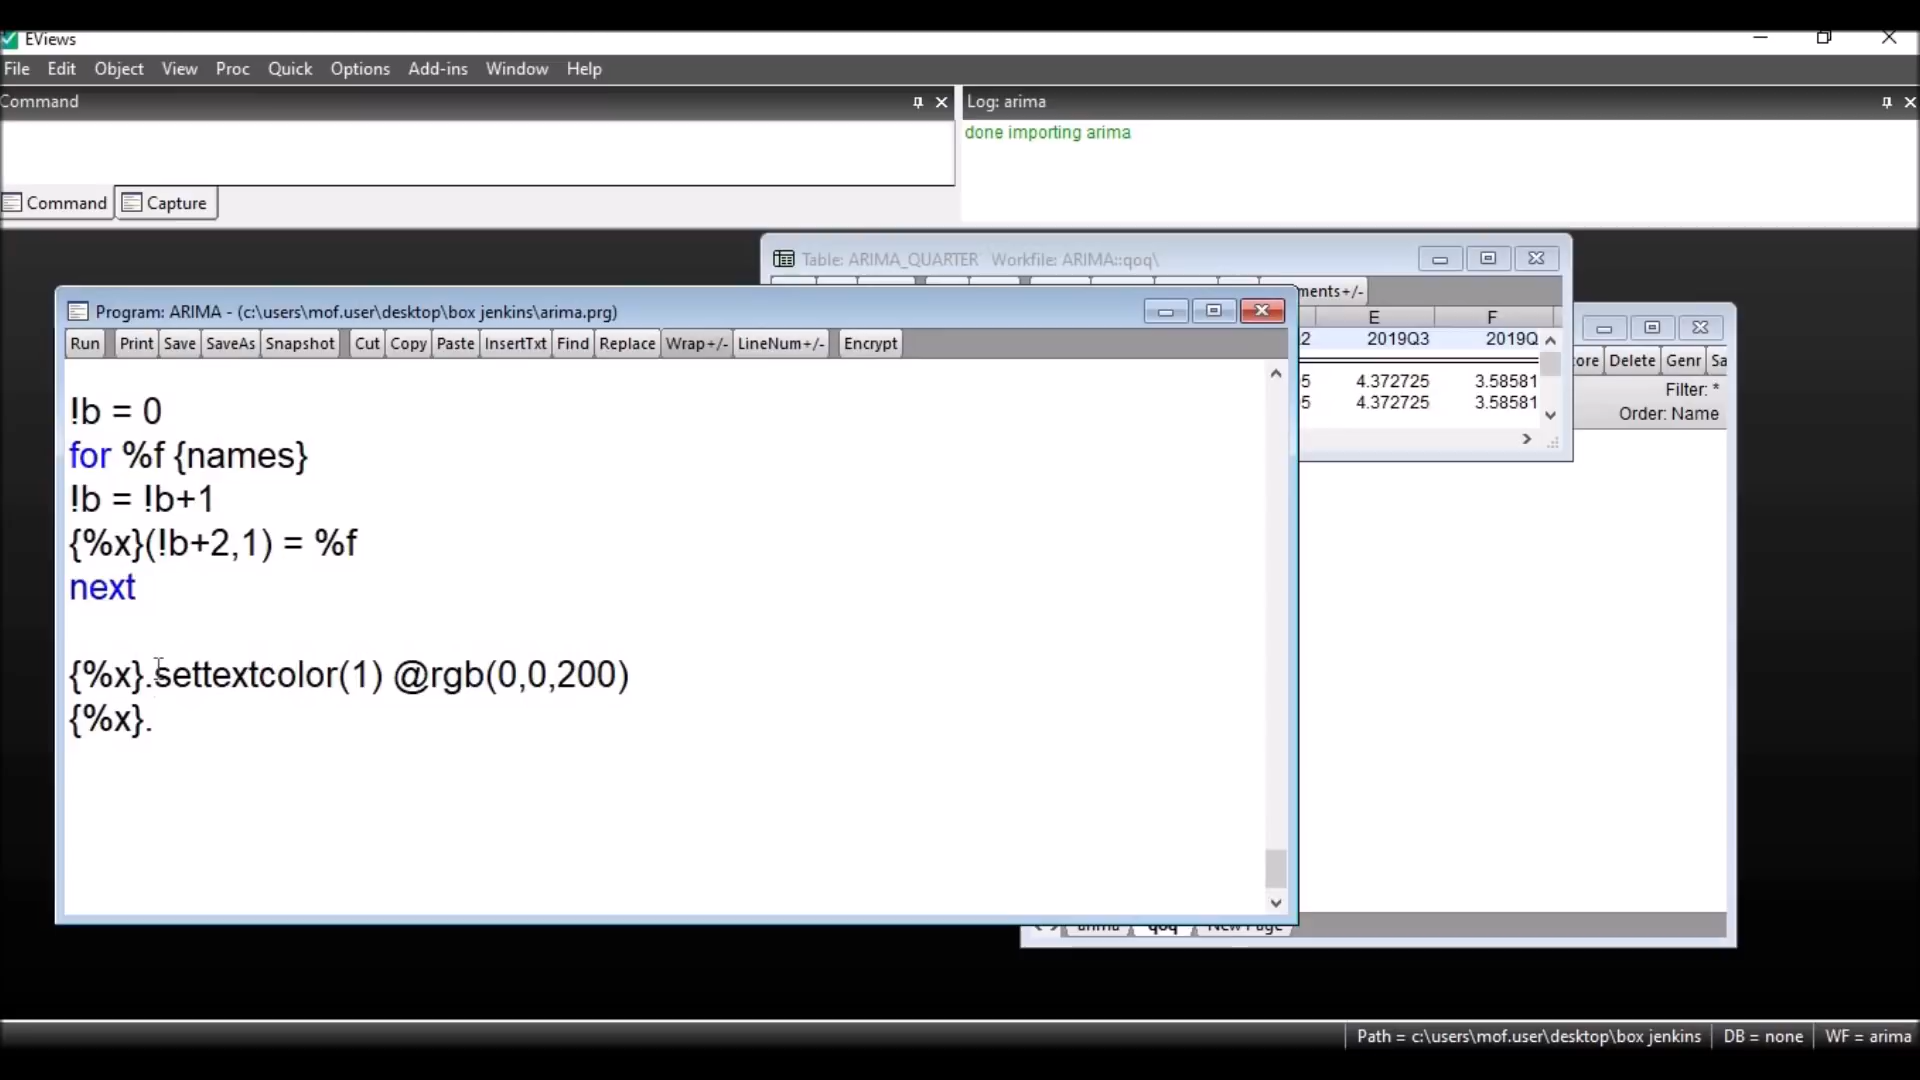 EViews
File Edit Object View Proc Quick Options Add-ins Window Help
Command
Log: arima
done importing arima
Command Capture
Table: ARIMA_QUARTER Workfile: ARIMA::qoq\
ments+/-
E F
2 2019Q3 2019Q
5 4.372725 3.58581
5 4.372725 3.58581
ore Delete Genr Sa
Filter: *
Order: Name
Program: ARIMA - (c:\users\mof.user\desktop\box jenkins\arima.prg)
Run Print Save SaveAs Snapshot Cut Copy Paste InsertTxt Find Replace Wrap+/- LineNum+/- Encrypt
!b = 0
for %f {names}
!b = !b+1
{%x}(!b+2,1) = %f
next
{%x}.settextcolor(1) @rgb(0,0,200)
{%x}.
arima qoq New Page
Path = c:\users\mof.user\desktop\box jenkins DB = none WF = arima